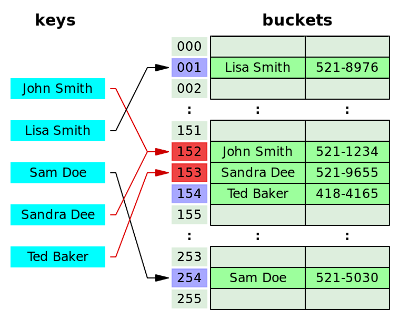 keys buckets
000
001 Lisa Smith 521-8976
002
: : :
151
152 John Smith 521-1234
153 Sandra Dee 521-9655
154 Ted Baker 418-4165
155
: : :
253
254 Sam Doe 521-5030
255
John Smith
Lisa Smith
Sam Doe
Sandra Dee
Ted Baker